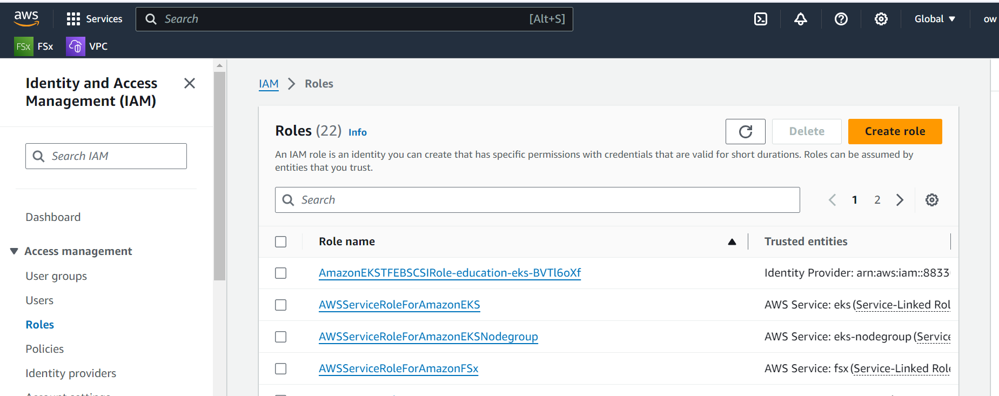 aws
Services
Search
[Alt+S]
Global
ow
FSx FSx
VPC
Identity and Access
Management (IAM)
Search IAM
Dashboard
Access management
User groups
Users
Roles
Policies
Identity providers
IAM > Roles
Roles (22) Info
Delete
Create role
An IAM role is an identity you can create that has specific permissions with credentials that are valid for short durations. Roles can be assumed by
entities that you trust.
Search
1 2
Role name
Trusted entities
AmazonEKSTFEBSCSIRole-education-eks-BVTl6oXf
Identity Provider: arn:aws:iam::8833
AWSServiceRoleForAmazonEKS
AWS Service: eks (Service-Linked Rol
AWSServiceRoleForAmazonEKSNodegroup
AWS Service: eks-nodegroup (Service
AWSServiceRoleForAmazonFSx
AWS Service: fsx (Service-Linked Role